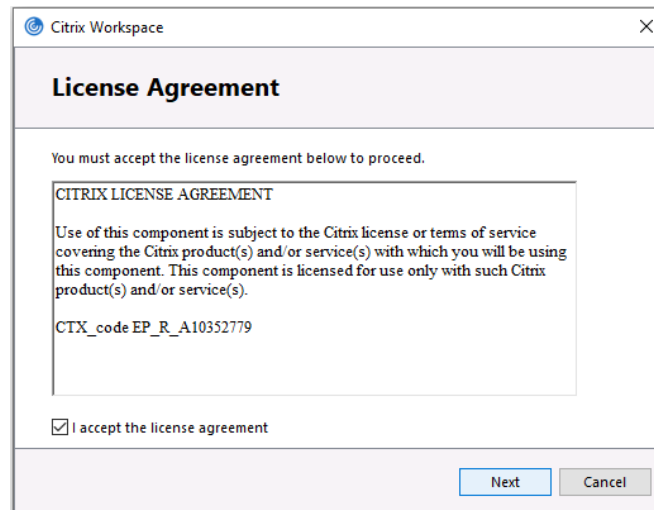 Citrix Workspace
License Agreement
You must accept the license agreement below to proceed.
CITRIX LICENSE AGREEMENT
Use of this component is subject to the Citrix license or terms of service
covering the Citrix product(s) and/or service(s) with which you will be using
this component. This component is licensed for use only with such Citrix
product(s) and/or service(s).
CTX_code EP_R_A10352779
I accept the license agreement
Next
Cancel